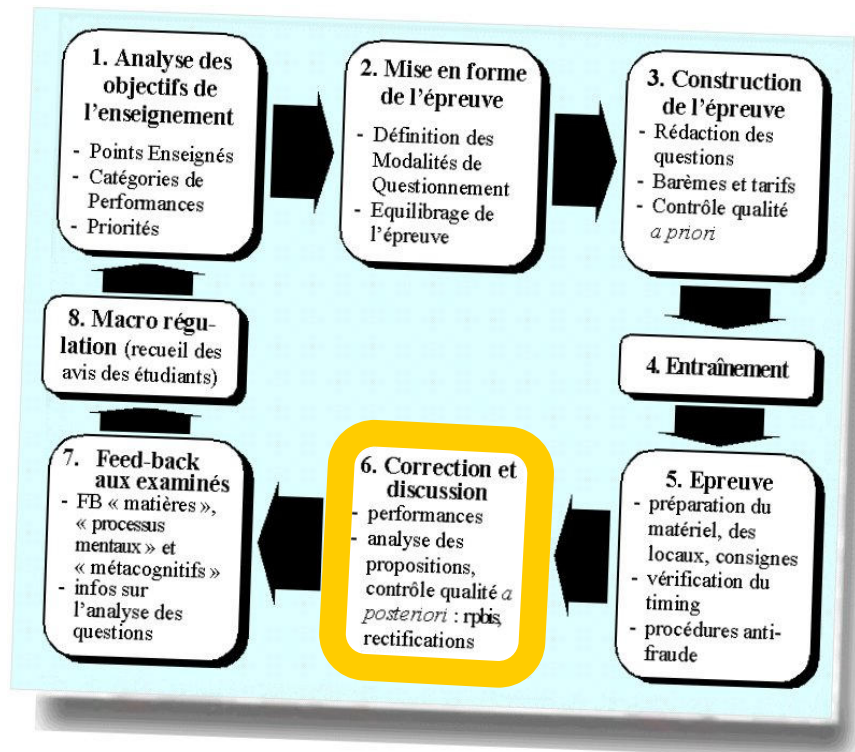 1. Analyse des
objectifs de
l'enseignement
- Points Enseignés
- Catégories de
Performances
- Priorités
2. Mise en forme
de l'épreuve
- Définition des
Modalités de
Questionnement
- Equilibrage de
l'épreuve
3. Construction
de l'épreuve
- Rédaction des
questions
- Barèmes et tarifs
- Contrôle qualité
a priori
4. Entraînement
5. Epreuve
- préparation du
matériel, des
locaux, consignes
- vérification du
timing
- procédures anti-
fraude
6. Correction et
discussion
- performances
- analyse des
propositions,
contrôle qualité a
posteriori : rpbis,
rectifications
7. Feed-back
aux examinés
- FB « matières »,
« processus
mentaux » et
« métacognitifs »
- infos sur
l'analyse des
questions
8. Macro régu-
lation (recueil des
avis des étudiants)